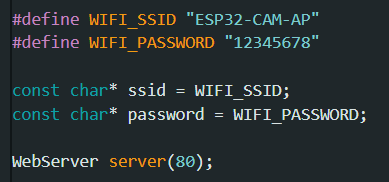 #define WIFI_SSID "ESP32-CAM-AP"
#define WIFI_PASSWORD "12345678"
const char* ssid = WIFI_SSID;
const char* password = WIFI_PASSWORD;
WebServer server(80);